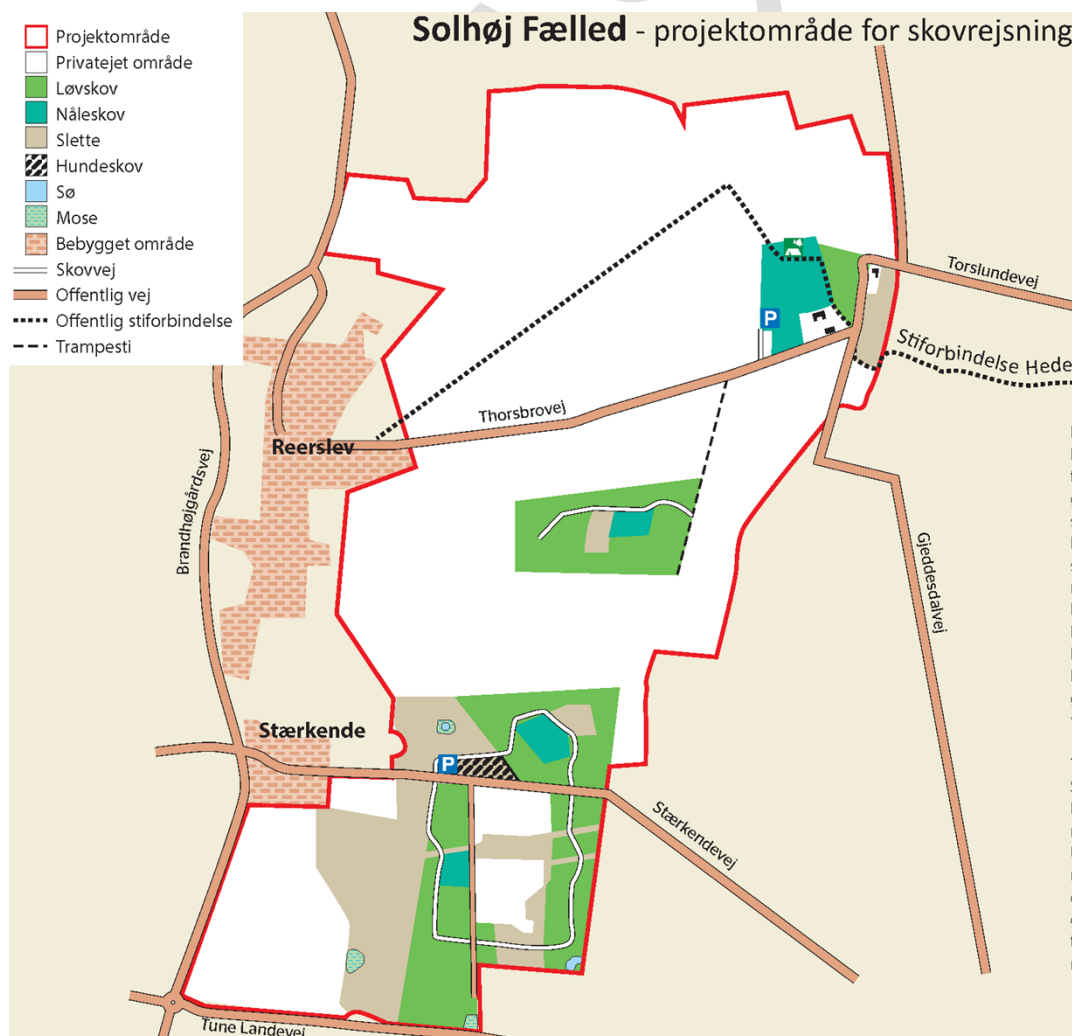 Solhøj Fælled - projektområde for skovrejsning
Projektområde
Privatejet område
Løvskov
Nåleskov
Slette
Hundeskov
Sø
Mose
Bebygget område
Skovvej
Offentlig vej
Offentlig stiforbindelse
Trampesti
Torslundevej
P
Stiforbindelse Hede
Thorsbrovej
Reerslev
Brandhøjgårdsvej
Gjeddesdalvej
Stærkende
P
Stærkendevej
Tune Landevej